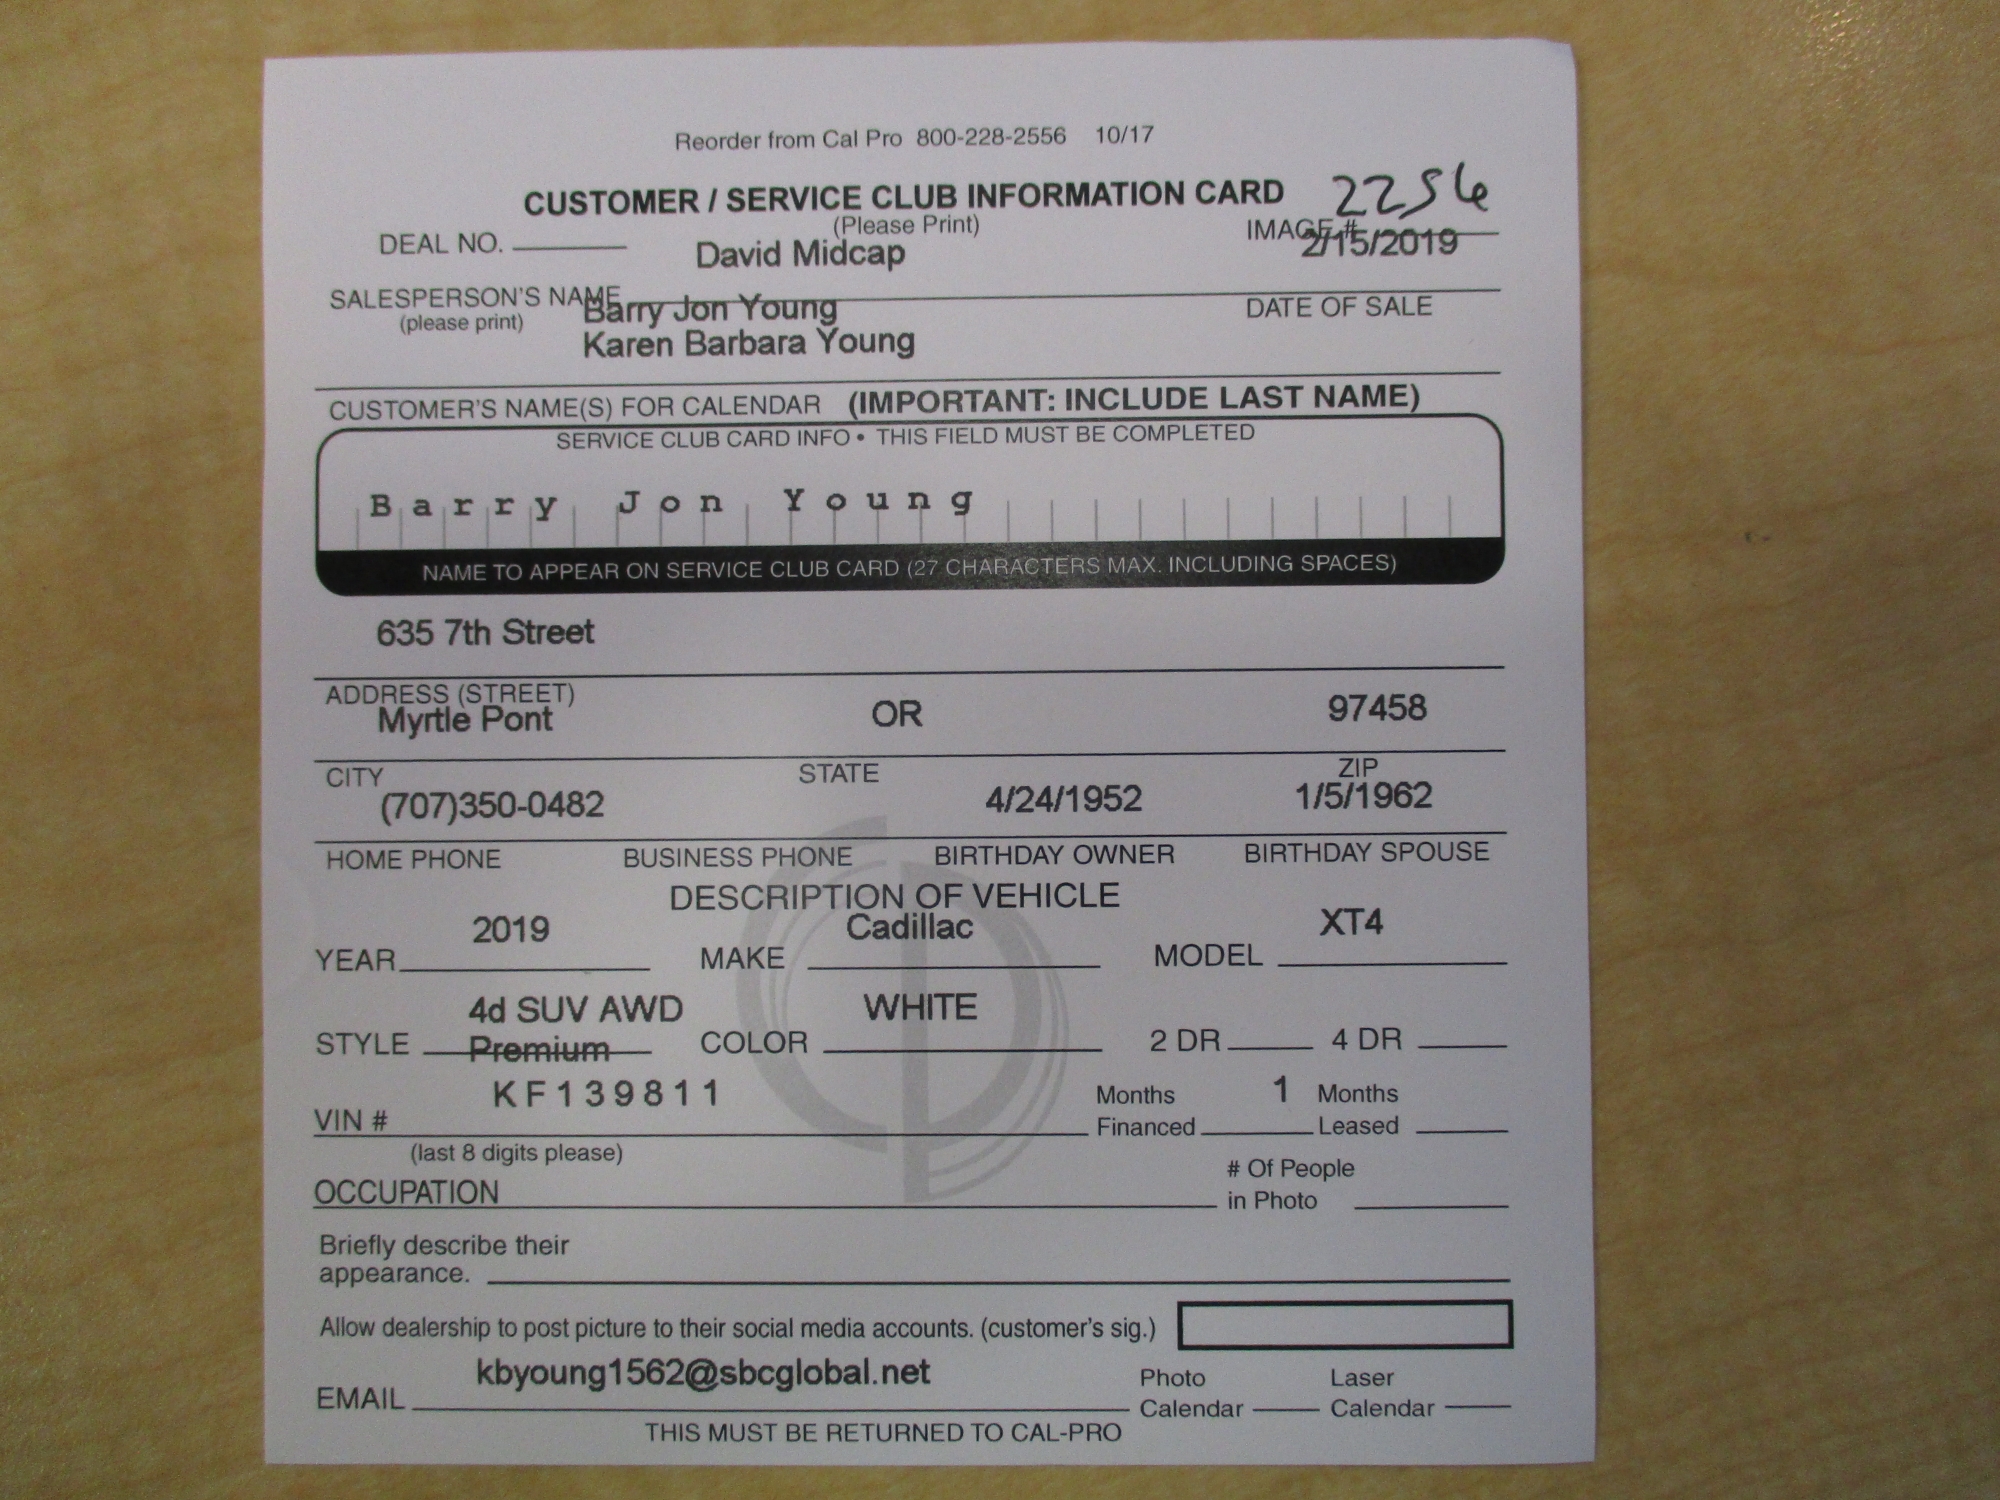 Reorder from Cal Pro 800-228-2556 10/17
CUSTOMER / SERVICE CLUB INFORMATION CARD 2256
(Please Print)
DEAL NO. David Midcap IMAGE # 2/15/2019
SALESPERSON'S NAME DATE OF SALE
(please print) Barry Jon Young
Karen Barbara Young
CUSTOMER'S NAME(S) FOR CALENDAR (IMPORTANT: INCLUDE LAST NAME)
SERVICE CLUB CARD INFO • THIS FIELD MUST BE COMPLETED
Barry Jon Young
NAME TO APPEAR ON SERVICE CLUB CARD (27 CHARACTERS MAX. INCLUDING SPACES)
635 7th Street
ADDRESS (STREET)
Myrtle Pont OR 97458
CITY STATE ZIP
(707)350-0482 4/24/1952 1/5/1962
HOME PHONE BUSINESS PHONE BIRTHDAY OWNER BIRTHDAY SPOUSE
DESCRIPTION OF VEHICLE
2019 Cadillac XT4
YEAR MAKE MODEL
4d SUV AWD WHITE
STYLE Premium COLOR 2 DR 4 DR
KF139811 Months 1 Months
VIN # Financed Leased
(last 8 digits please) # Of People
OCCUPATION in Photo
Briefly describe their
appearance.
Allow dealership to post picture to their social media accounts. (customer's sig.)
kbyoung1562@sbcglobal.net Photo Laser
EMAIL Calendar Calendar
THIS MUST BE RETURNED TO CAL-PRO